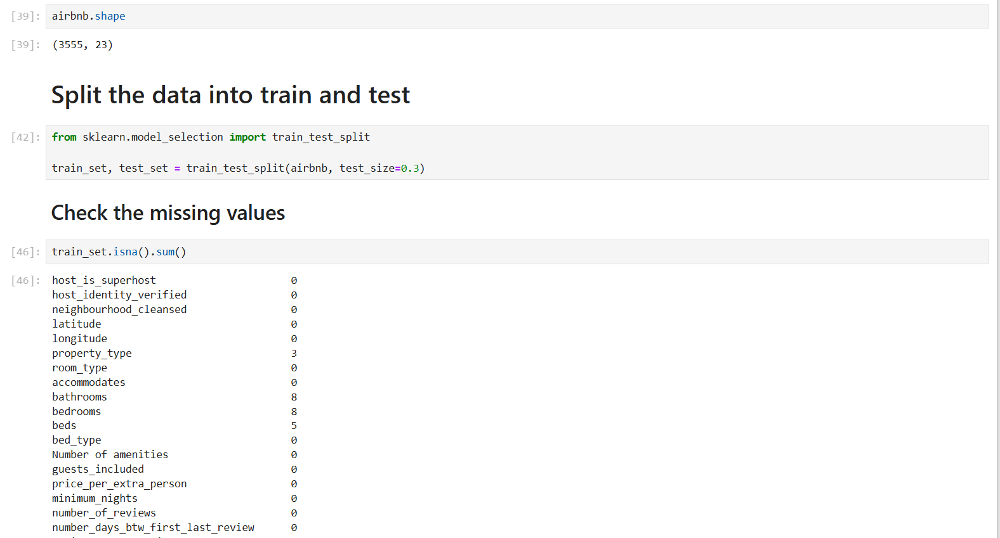 [39]: airbnb.shape
[39]: (3555, 23)
Split the data into train and test
[42]: from sklearn.model_selection import train_test_split
train_set, test_set = train_test_split(airbnb, test_size=0.3)
Check the missing values
[46]: train_set.isna().sum()
[46]: host_is_superhost 0
host_identity_verified 0
neighbourhood_cleansed 0
latitude 0
longitude 0
property_type 3
room_type 0
accommodates 0
bathrooms 8
bedrooms 8
beds 5
bed_type 0
Number of amenities 0
guests_included 0
price_per_extra_person 0
minimum_nights 0
number_of_reviews 0
number_days_btw_first_last_review 0